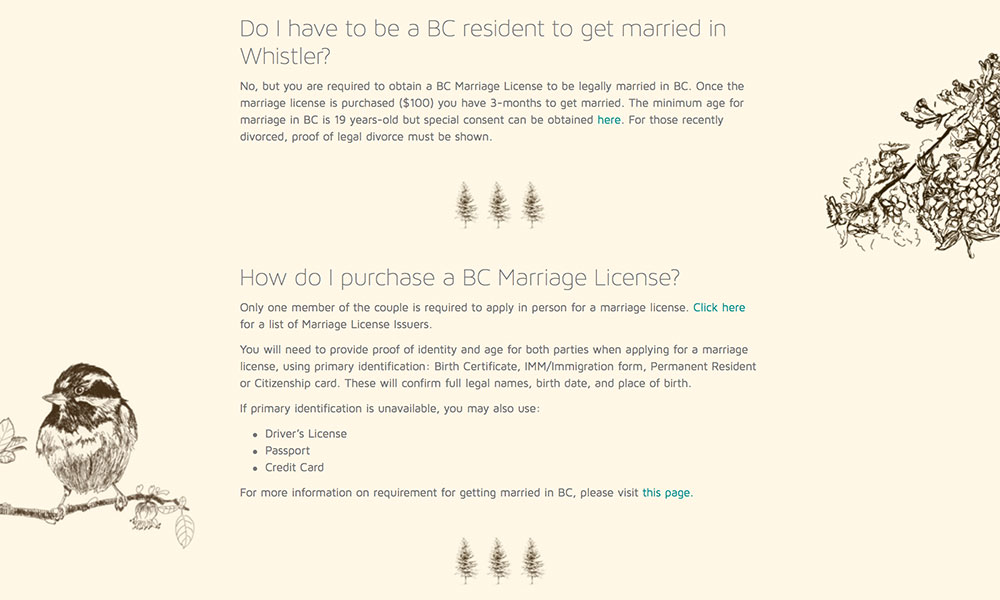 Do I have to be a BC resident to get married in
Whistler?
No, but you are required to obtain a BC Marriage License to be legally married in BC. Once the
marriage license is purchased ($100) you have 3-months to get married. The minimum age for
marriage in BC is 19 years-old but special consent can be obtained here. For those recently
divorced, proof of legal divorce must be shown.
How do I purchase a BC Marriage License?
Only one member of the couple is required to apply in person for a marriage license. Click here
for a list of Marriage License Issuers.
You will need to provide proof of identity and age for both parties when applying for a marriage
license, using primary identification: Birth Certificate, IMM/Immigration form, Permanent Resident
or Citizenship card. These will confirm full legal names, birth date, and place of birth.
If primary identification is unavailable, you may also use:
• Driver's License
• Passport
• Credit Card
For more information on requirement for getting married in BC, please visit this page.